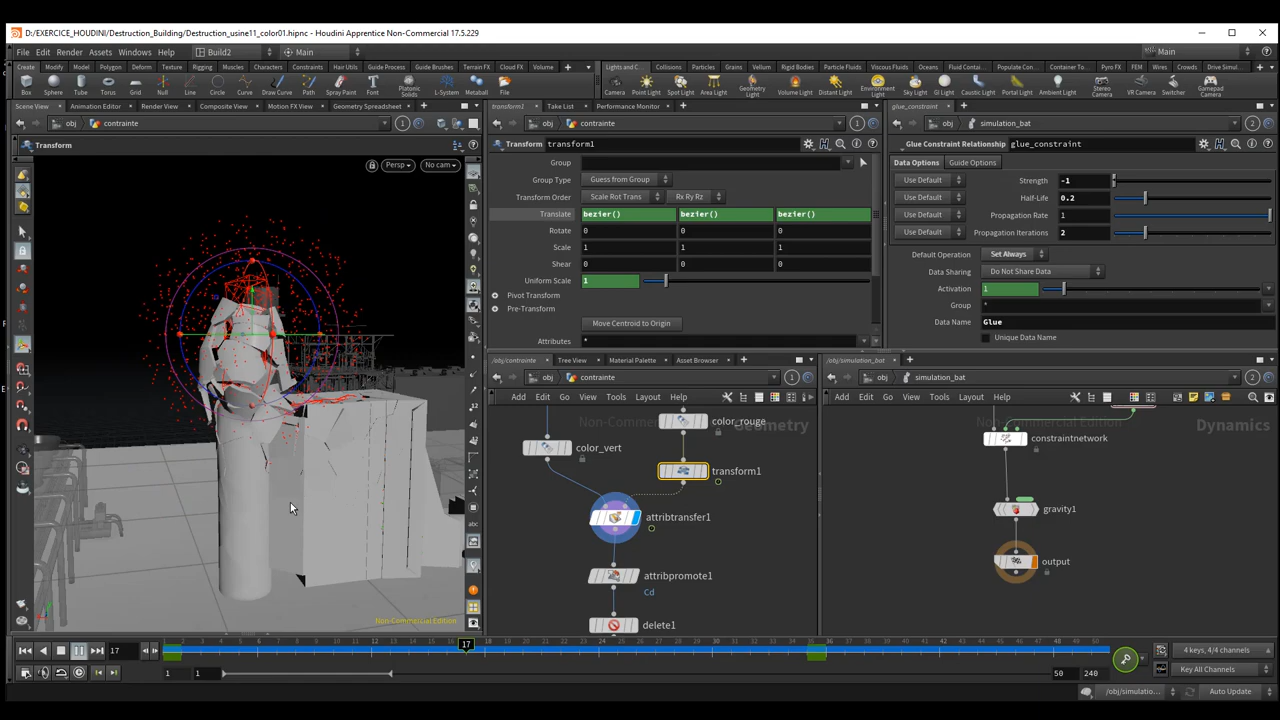 D:/EXERCICE_HOUDINI/Destruction_Building/Destruction_usine11_color01.hipnc - Houdini Apprentice Non-Commercial 17.5.229
File Edit Render Assets Windows Help Build2 Main Main
Create Modify Model Polygon Deform Texture Rigging Muscles Characters Constraints Hair Utils Guide Process Guide Brushes Terrain FX Cloud FX Volume
Lights and C... Collisions Particles Grains Vellum Rigid Bodies Particle Fluids Viscous Fluids Oceans Fluid Contai... Populate Con... Container To... Pyro FX FEM Wires Crowds Drive Simu...
Box Sphere Tube Torus Grid Null Line Circle Curve Draw Curve Path Spray Paint Font Platonic Solids L-System Metaball File
Camera Point Light Spot Light Area Light Geometry Light Volume Light Distant Light Environment Light Sky Light GI Light Caustic Light Portal Light Ambient Light Stereo Camera VR Camera Switcher Gamepad Camera
Scene View Animation Editor Render View Composite View Motion FX View Geometry Spreadsheet
transform1 Take List Performance Monitor
glue_constraint
obj contrainte 1
obj contrainte 1
obj simulation_bat 2
Transform
Persp No cam
Transform transform1
Group
Group Type Guess from Group
Transform Order Scale Rot Trans Rx Ry Rz
Translate bezier() bezier() bezier()
Rotate 0 0 0
Scale 1 1 1
Shear 0 0 0
Uniform Scale 1
Pivot Transform
Pre-Transform
Move Centroid to Origin
Attributes *
Glue Constraint Relationship glue_constraint
Data Options Guide Options
Use Default Strength -1
Use Default Half-Life 0.2
Use Default Propagation Rate 1
Use Default Propagation Iterations 2
Default Operation Set Always
Data Sharing Do Not Share Data
Activation 1
Group *
Data Name Glue
Unique Data Name
/obj/contrainte Tree View Material Palette Asset Browser
obj contrainte 1
Add Edit Go View Tools Layout Help
Geometry
color_rouge
color_vert
transform1
attribtransfer1
attribpromote1
Cd
delete1
/obj/simulation_bat
obj simulation_bat 2
Add Edit Go View Tools Layout Help
Non-Commercial Edition
Dynamics
constraintnetwork
gravity1
output
Non-Commercial Edition
17
17
1 1
50 240
4 keys, 4/4 channels
Key All Channels
/obj/simulatio... Auto Update